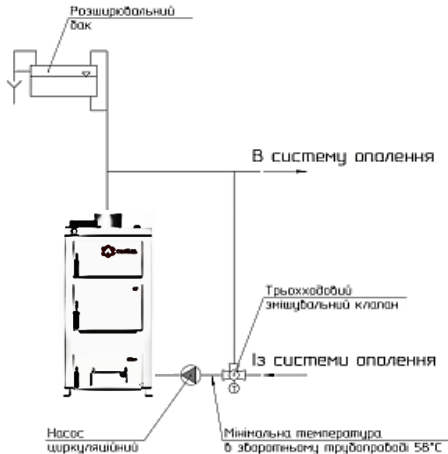 Розширювальний
бак
В систему опалення
Трьохходовий
змішувальний клапан
Із системи опалення
Т
Насос
циркуляційний
Мінімальна температура
в зворотньому трубопроводі 58°С